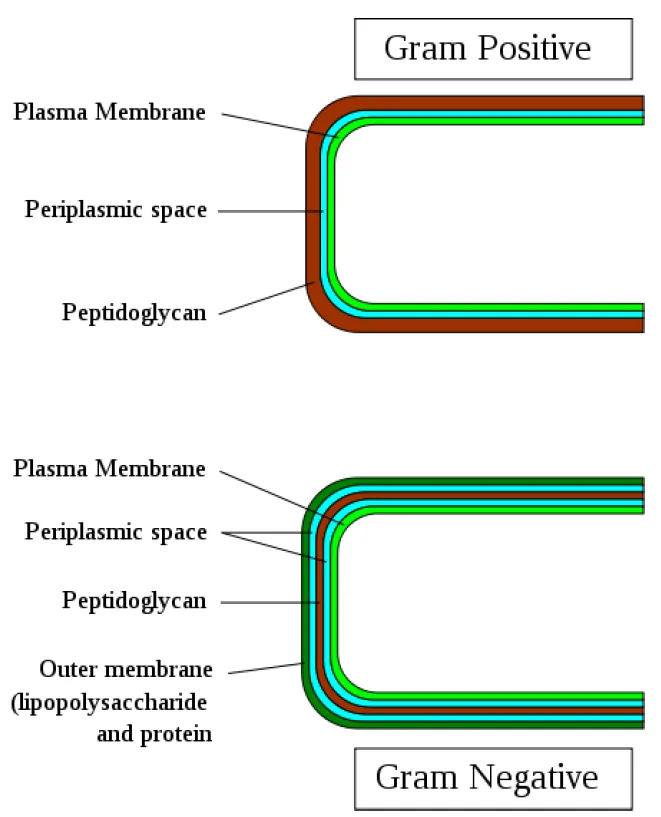 Gram Positive
Plasma Membrane
Periplasmic space
Peptidoglycan
Plasma Membrane
Periplasmic space
Peptidoglycan
Outer membrane
(lipopolysaccharide
and protein
Gram Negative